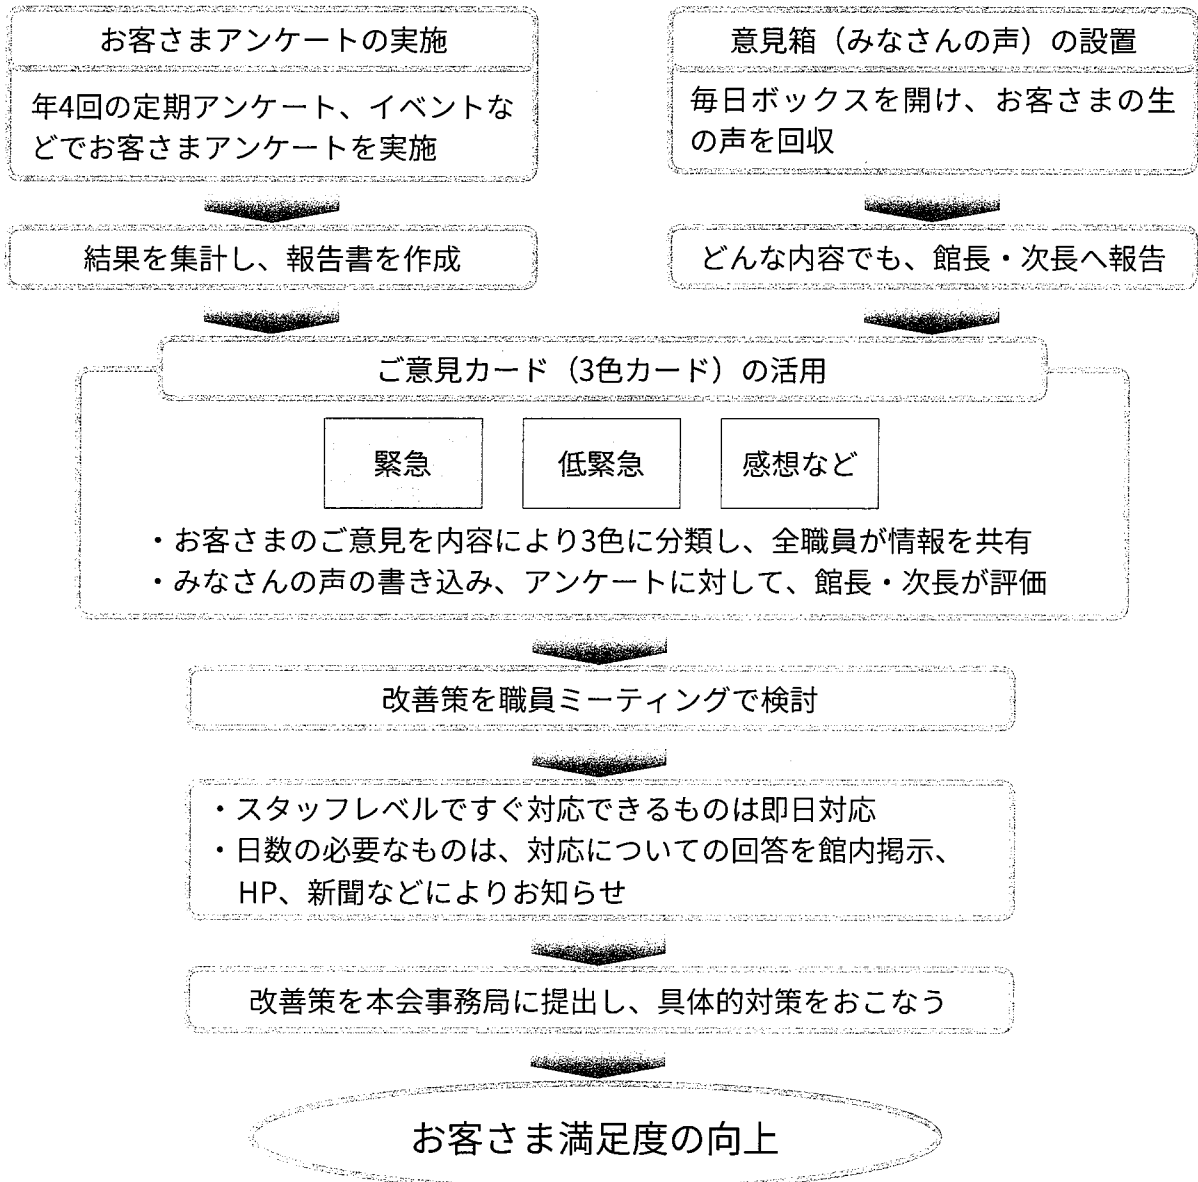 お客さまアンケートの実施
年4回の定期アンケート、イベントな
どでお客さまアンケートを実施
意見箱（みなさんの声）の設置
毎日ボックスを開け、お客さまの生
の声を回収
結果を集計し、報告書を作成
どんな内容でも、館長・次長へ報告
ご意見カード（3色カード）の活用
緊急
低緊急
感想など
・お客さまのご意見を内容により3色に分類し、全職員が情報を共有
・みなさんの声の書き込み、アンケートに対して、館長・次長が評価
改善策を職員ミーティングで検討
・スタッフレベルですぐ対応できるものは即日対応
・日数の必要なものは、対応についての回答を館内掲示、
HP、新聞などによりお知らせ
改善策を本会事務局に提出し、具体的対策をおこなう
お客さま満足度の向上